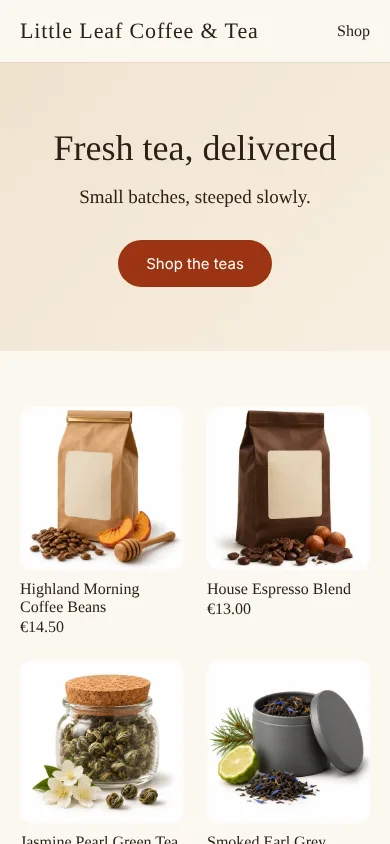 Little Leaf Coffee & Tea
Shop
Fresh tea, delivered
Small batches, steeped slowly.
Shop the teas
Highland Morning
Coffee Beans
€14.50
House Espresso Blend
€13.00
Jasmine Pearl Green Tea
Smoked Earl Grey